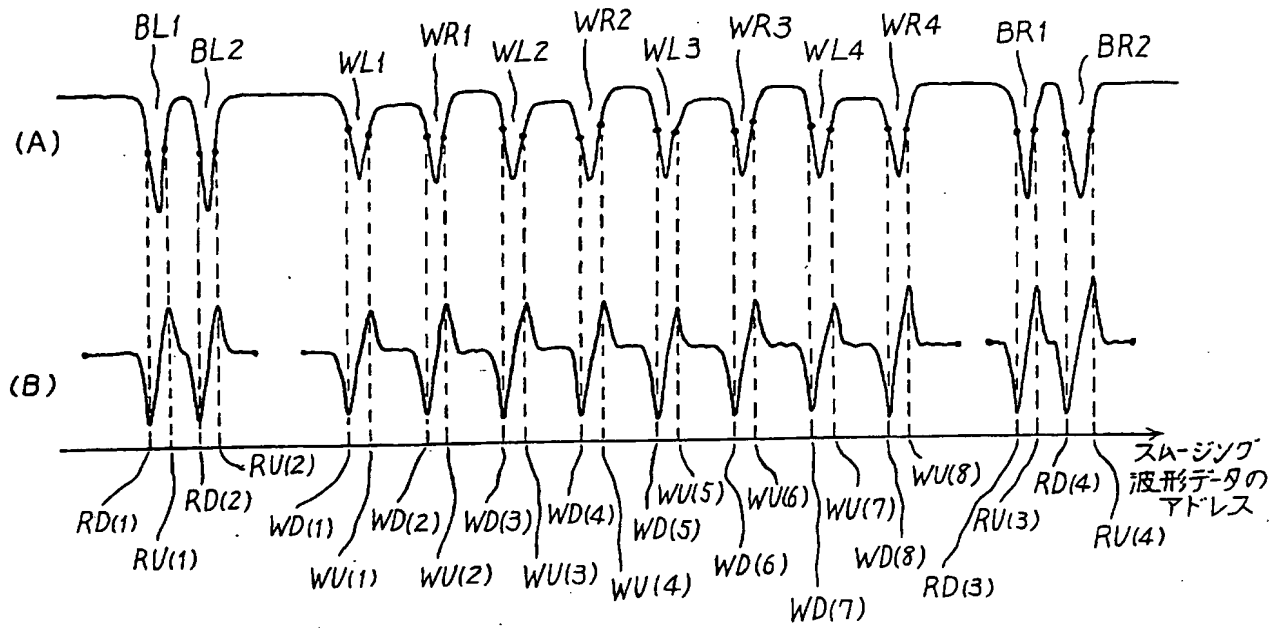 BL1
BL2
WL1
WR1
WL2
WR2
WL3
WR3
WL4
WR4
BR1
BR2
(A)
(B)
スムージング
波形データの
アドレス
RD(1)
RU(1)
RD(2)
RU(2)
WD(1)
WU(1)
WD(2)
WU(2)
WD(3)
WU(3)
WD(4)
WU(4)
WD(5)
WU(5)
WD(6)
WU(6)
WD(7)
WU(7)
WD(8)
WU(8)
RD(3)
RU(3)
RD(4)
RU(4)